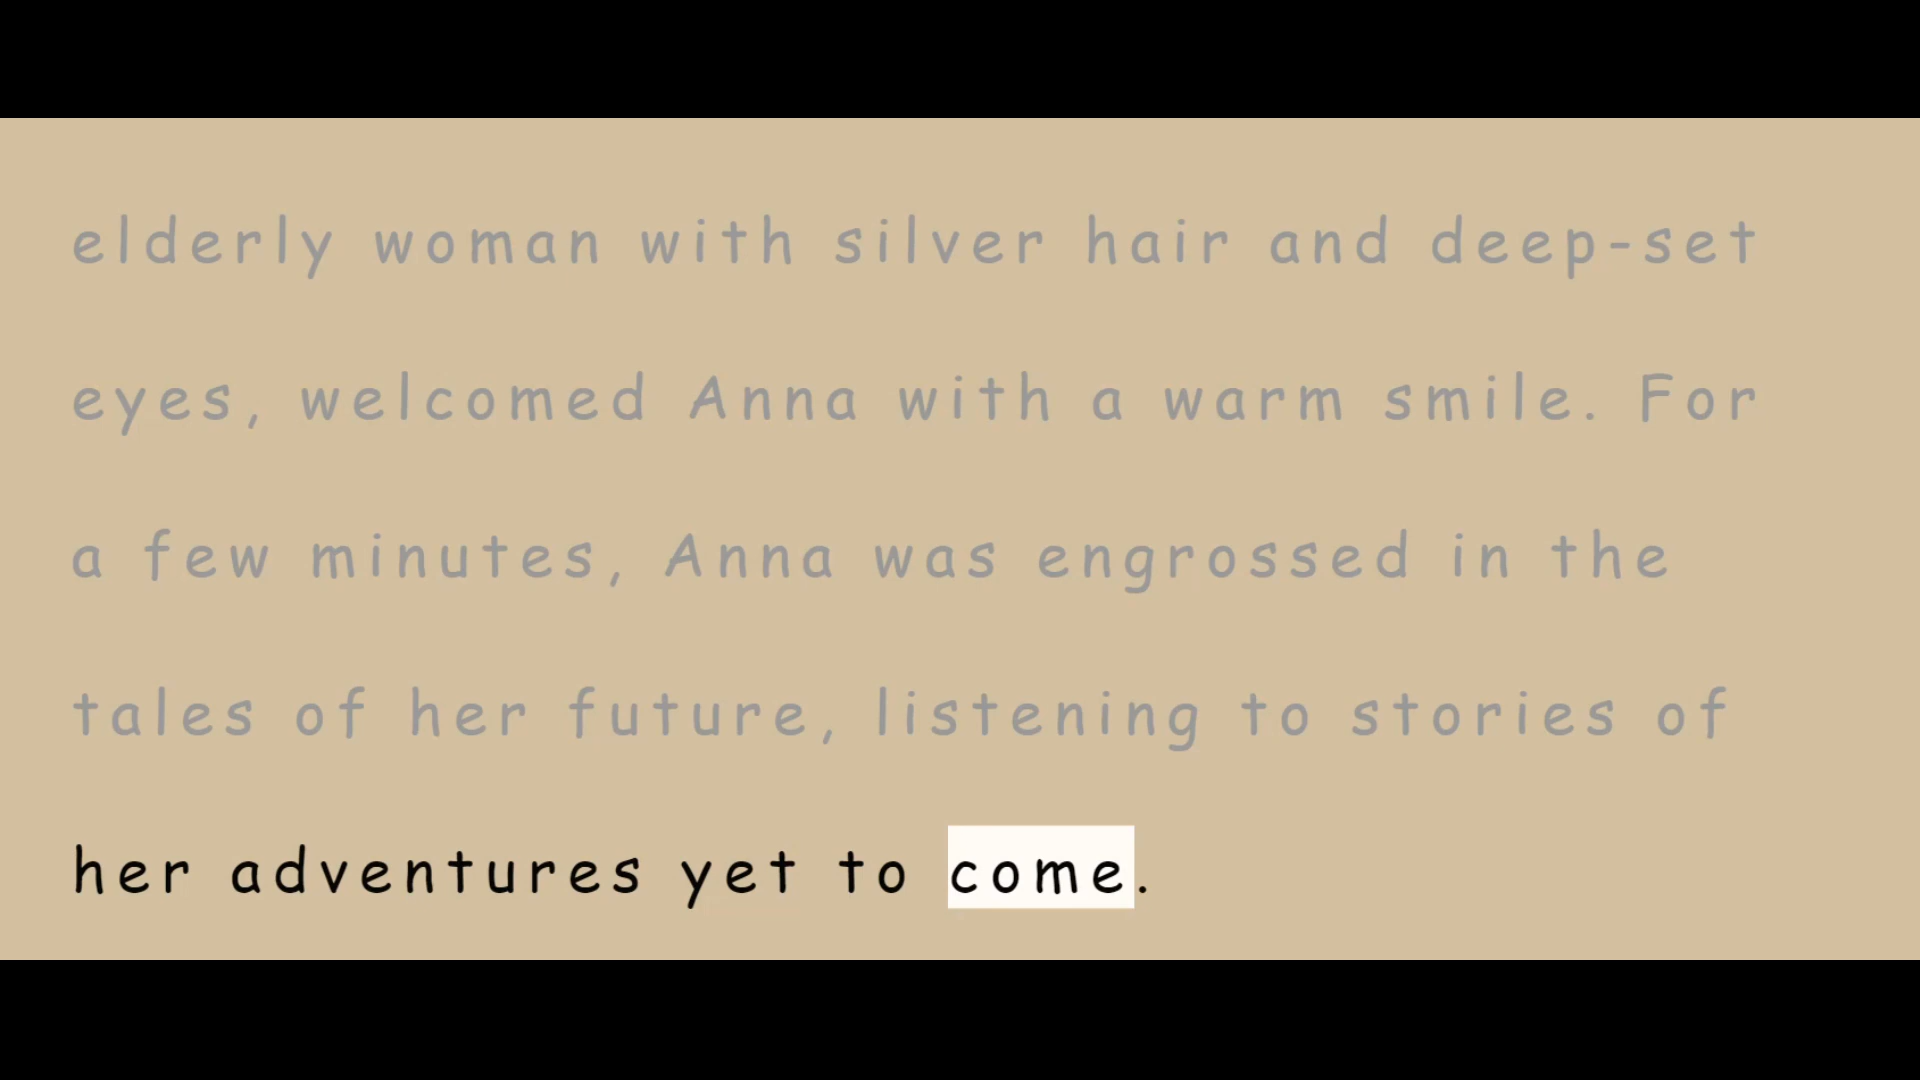 elderly woman with silver hair and deep-set
eyes, welcomed Anna with a warm smile. For
a few minutes, Anna was engrossed in the
tales of her future, listening to stories of
her adventures yet to come.